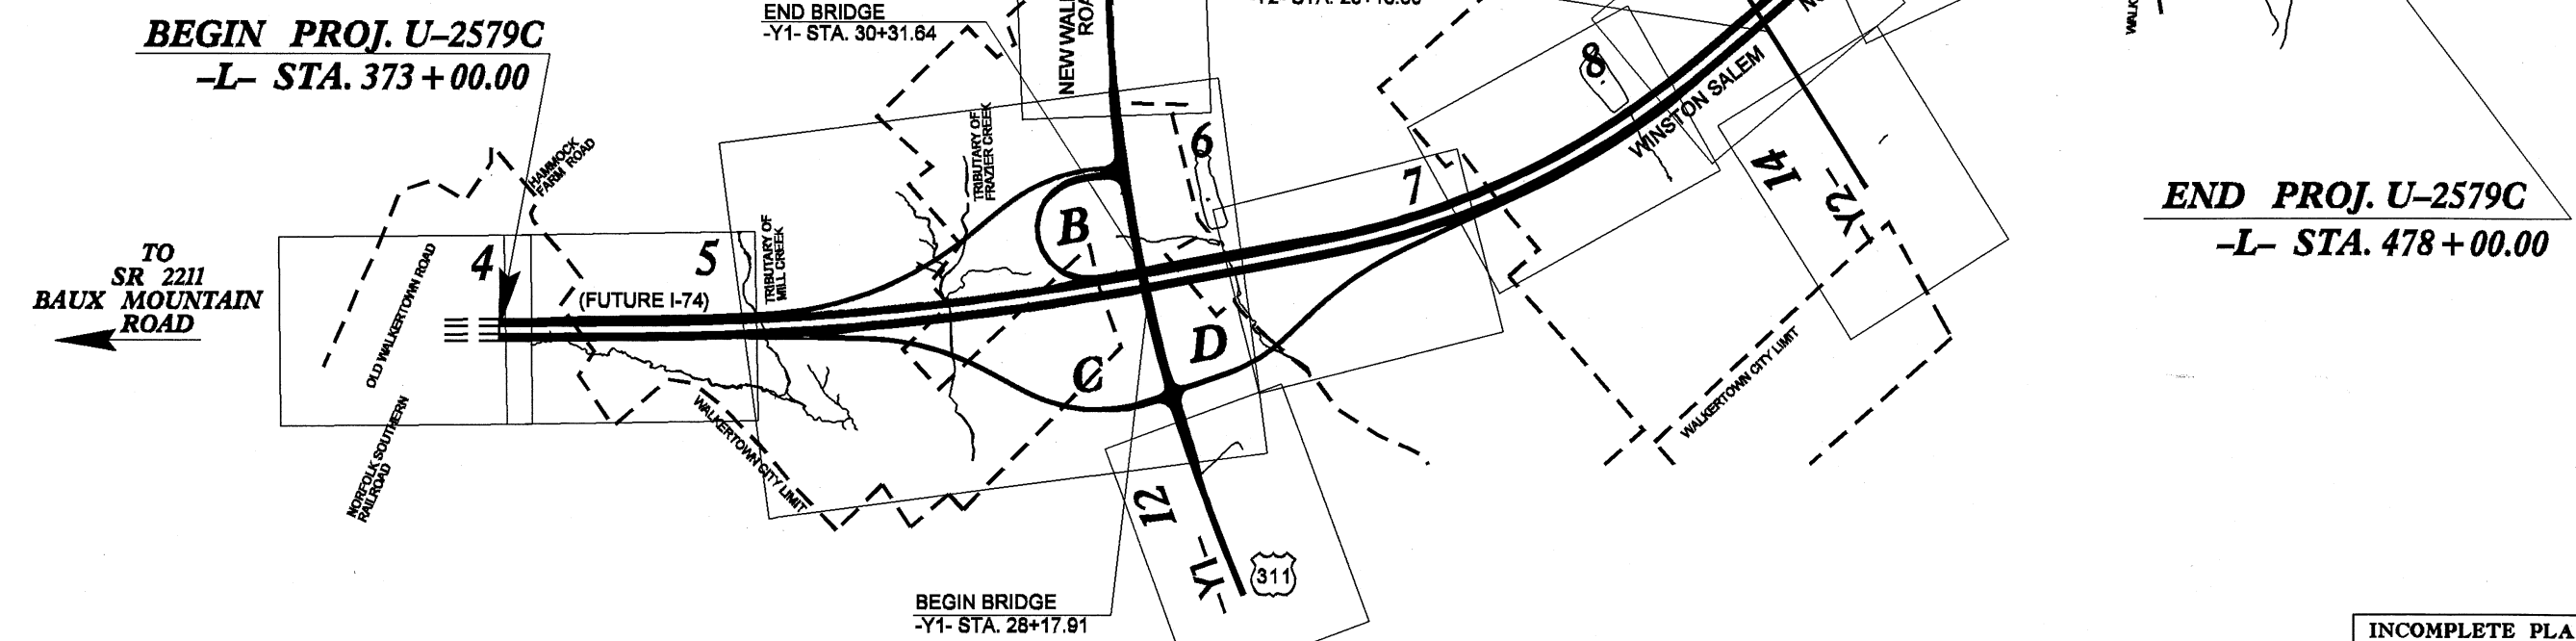 BEGIN PROJ. U–2579C
–L– STA. 373+00.00
END BRIDGE
-Y1- STA. 30+31.64
NEW WAL
ROA
8
WINSTON SALEM
6
7
14
-Y2-
END PROJ. U–2579C
–L– STA. 478+00.00
HAMMOCK
FARM ROAD
TRIBUTARY OF
FRAZIER CREEK
B
TO
SR 2211
BAUX MOUNTAIN
ROAD
OLD WALKERTOWN ROAD
4
5
(FUTURE I-74)
TRIBUTARY OF
MILL CREEK
C
D
NORFOLK SOUTHERN
RAILROAD
WALKERTOWN CITY LIMIT
WALKERTOWN CITY LIMIT
12
-Y1-
311
BEGIN BRIDGE
-Y1- STA. 28+17.91
INCOMPLETE PLA